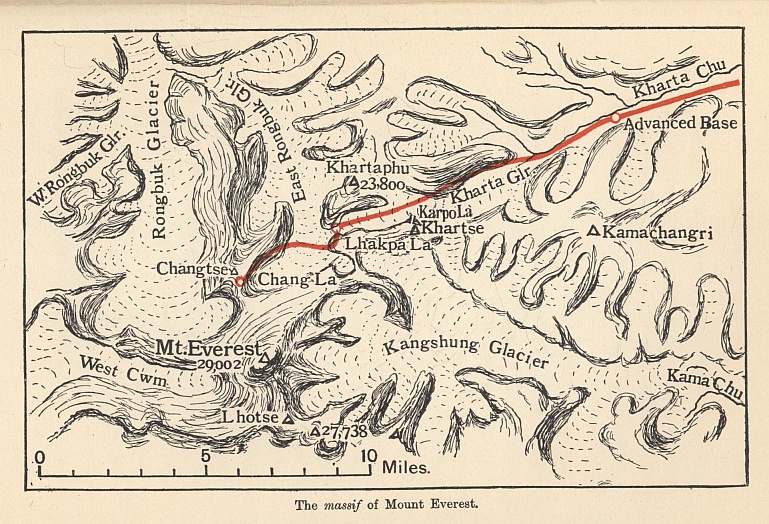 Kharta Chu
Advanced Base
W. Rongbuk Glr.
Rongbuk Glacier
East Rongbuk Glr.
Khartaphu
23,800
Kharta Glr.
Karpo La
Khartse
Kamachangri
Lhakpa La
Changtse
Chang La
Mt. Everest
29,002
Kangshung Glacier
West Cwm
Kama Chu
Lhotse
27,738
0 5 10 Miles.
The massif of Mount Everest.